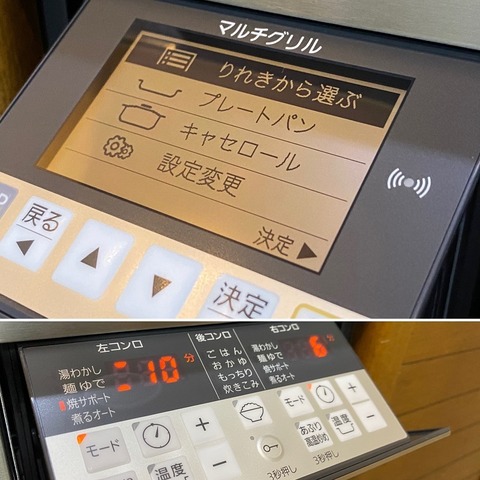 マルチグリル
りれきから選ぶ
プレートパン
キャセロール
設定変更
決定▶
戻る
◀
▲
▼
決定
左コンロ
湯わかし
麺ゆで
焼サポート
煮るオート
10分
後コンロ
ごはん
おかゆ
もっちり
炊きこみ
右コンロ
湯わかし
麺ゆで
煮るオート
6分
モード
+
-
温度
3秒押し
モード
+
-
あぶり
高温炒め
温度
3秒押し